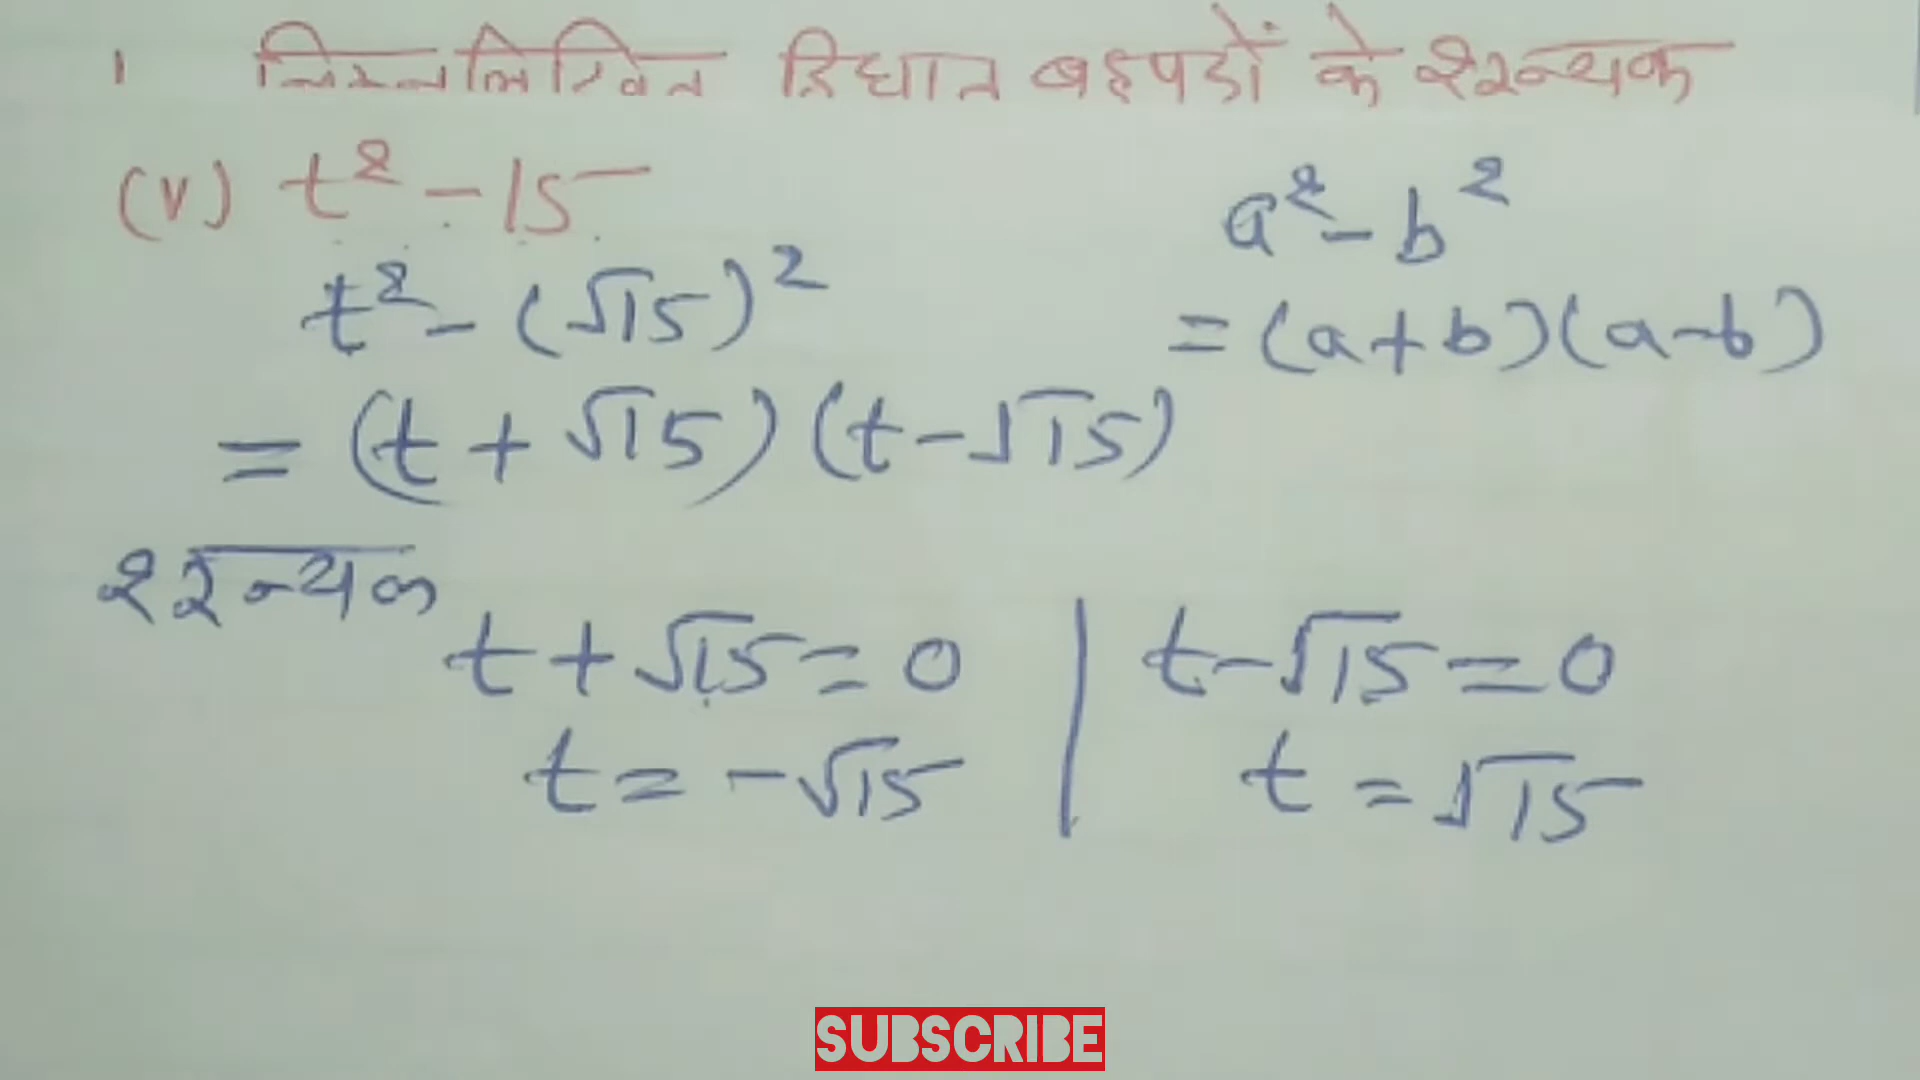 1 निम्नलिखित द्विघात बहुपदों के शून्यक
(v) t² - 15
t² - (√15)²
= (t + √15) (t - √15)
a² - b²
= (a + b) (a - b)
शून्यक
t + √15 = 0 | t - √15 = 0
t = -√15 | t = √15
SUBSCRIBE